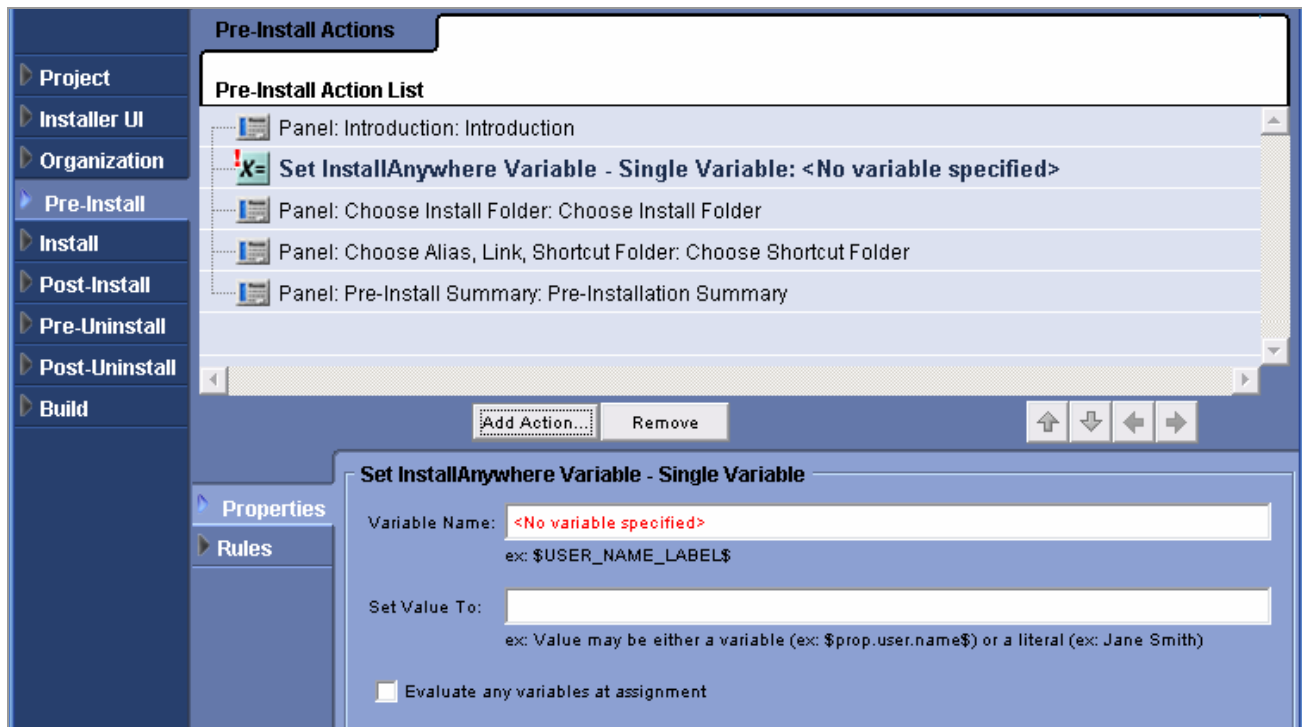 Pre-Install Actions
Project
Installer UI
Organization
Pre-Install
Install
Post-Install
Pre-Uninstall
Post-Uninstall
Build
Pre-Install Action List
Panel: Introduction: Introduction
!x= Set InstallAnywhere Variable - Single Variable: <No variable specified>
Panel: Choose Install Folder: Choose Install Folder
Panel: Choose Alias, Link, Shortcut Folder: Choose Shortcut Folder
Panel: Pre-Install Summary: Pre-Installation Summary
Add Action... Remove
Properties
Rules
Set InstallAnywhere Variable - Single Variable
Variable Name: <No variable specified>
ex: $USER_NAME_LABEL$
Set Value To:
ex: Value may be either a variable (ex: $prop.user.name$) or a literal (ex: Jane Smith)
Evaluate any variables at assignment